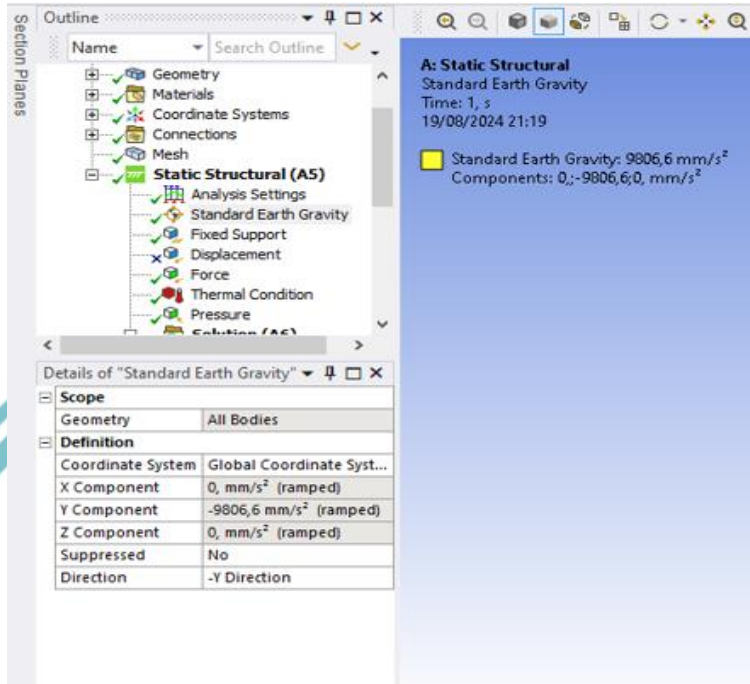 Section Planes
Outline
Name Search Outline
Geometry
Materials
Coordinate Systems
Connections
Mesh
Static Structural (A5)
Analysis Settings
Standard Earth Gravity
Fixed Support
Displacement
Force
Thermal Condition
Pressure
Solution (A6)
Details of "Standard Earth Gravity"
Scope
Geometry All Bodies
Definition
Coordinate System Global Coordinate Syst...
X Component 0, mm/s² (ramped)
Y Component -9806,6 mm/s² (ramped)
Z Component 0, mm/s² (ramped)
Suppressed No
Direction -Y Direction
A: Static Structural
Standard Earth Gravity
Time: 1, s
19/08/2024 21:19
Standard Earth Gravity: 9806,6 mm/s²
Components: 0,;-9806,6;0, mm/s²